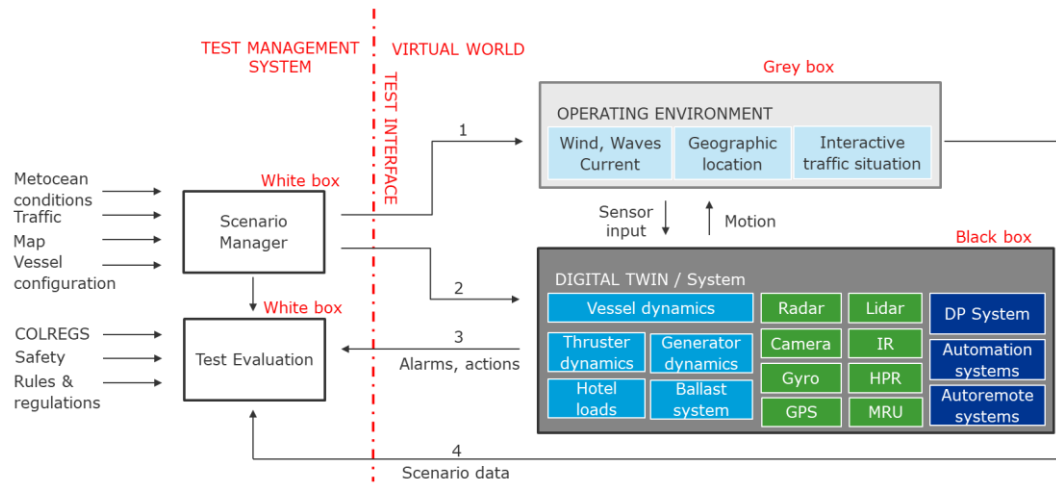 TEST MANAGEMENT
SYSTEM
VIRTUAL WORLD
TEST INTERFACE
Grey box
OPERATING ENVIRONMENT
Wind, Waves
Current
Geographic
location
Interactive
traffic situation
1
Metocean
conditions
Traffic
Map
Vessel
configuration
White box
Scenario
Manager
Sensor
input
Motion
Black box
2
DIGITAL TWIN / System
Vessel dynamics
Thruster
dynamics
Generator
dynamics
Hotel
loads
Ballast
system
Radar
Lidar
Camera
IR
Gyro
HPR
GPS
MRU
DP System
Automation
systems
Autoremote
systems
White box
COLREGS
Safety
Rules &
regulations
Test Evaluation
3
Alarms, actions
4
Scenario data